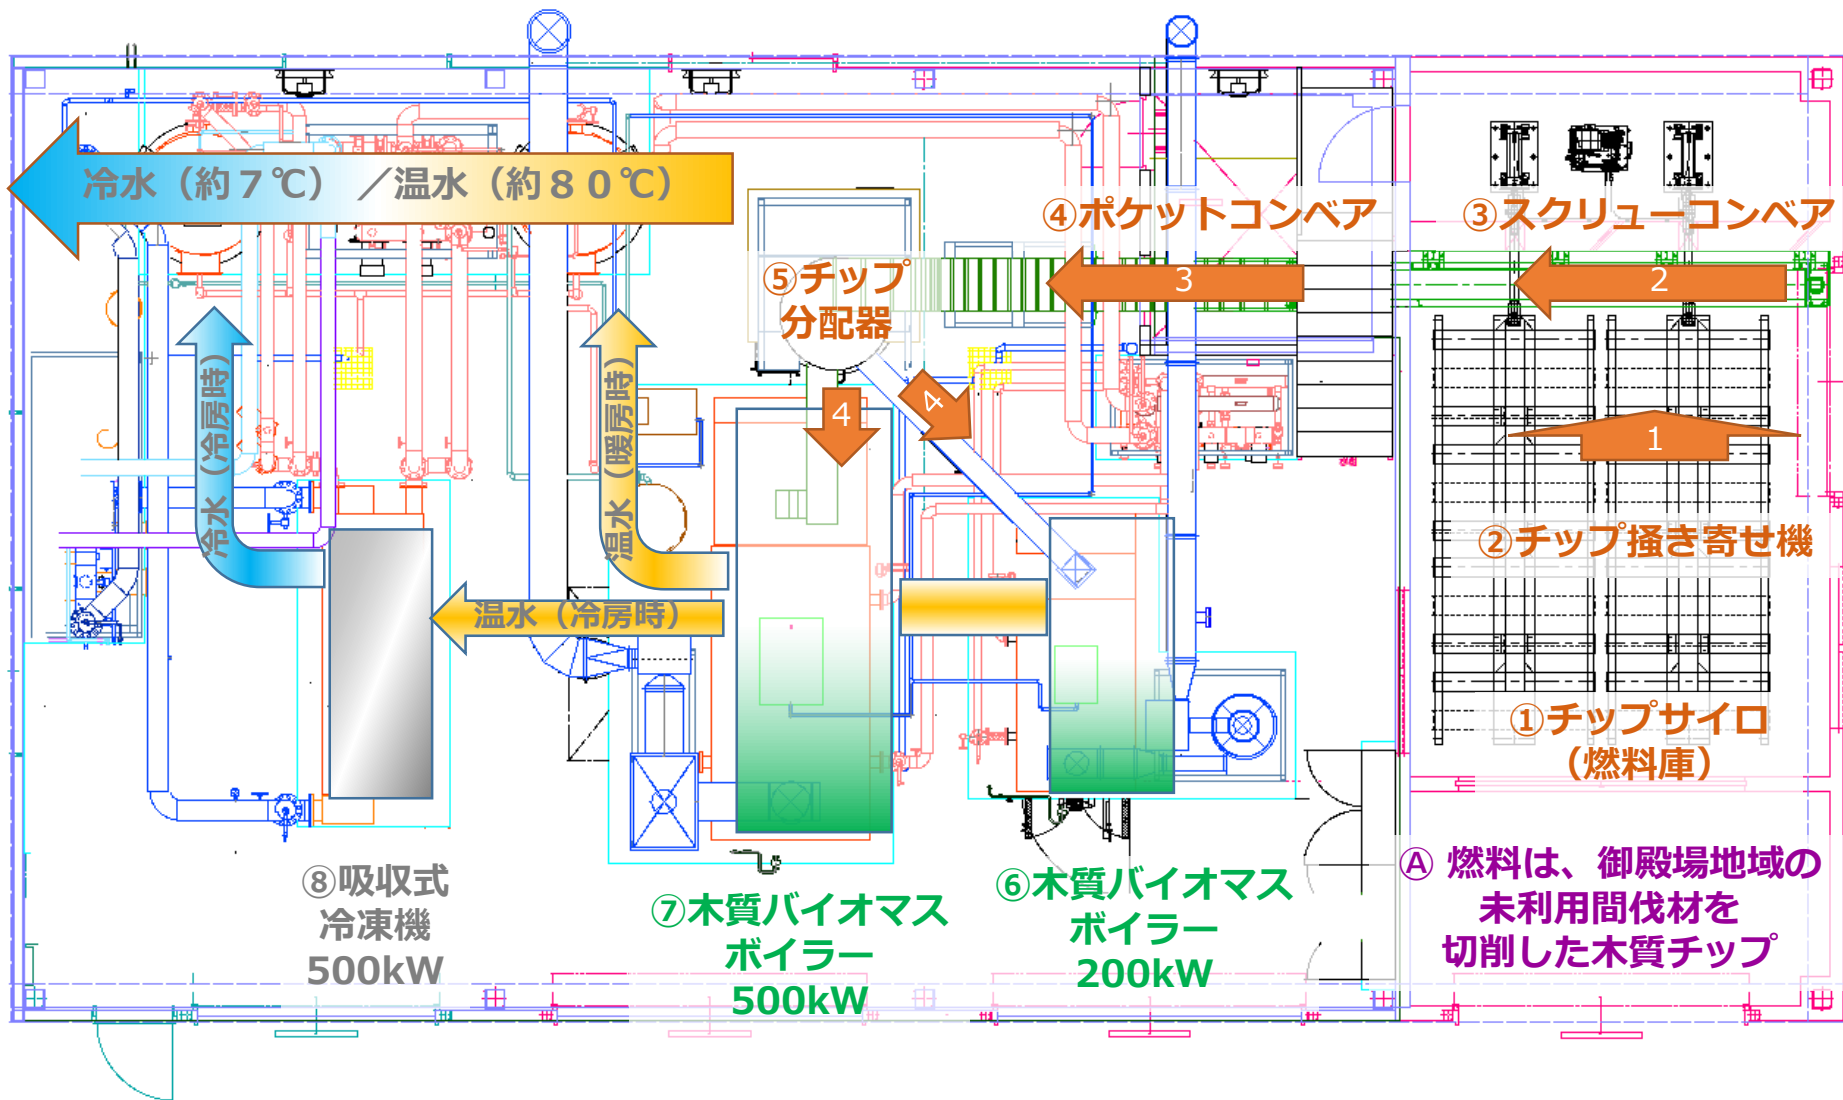 冷水（約７℃）／温水（約８０℃）
④ポケットコンベア
③スクリューコンベア
⑤チップ
分配器
3
2
4
4
1
冷水（冷房時）
温水（暖房時）
温水（冷房時）
②チップ掻き寄せ機
①チップサイロ
（燃料庫）
Ⓐ 燃料は、御殿場地域の
未利用間伐材を
切削した木質チップ
⑧吸収式
冷凍機
500kW
⑦木質バイオマス
ボイラー
500kW
⑥木質バイオマス
ボイラー
200kW